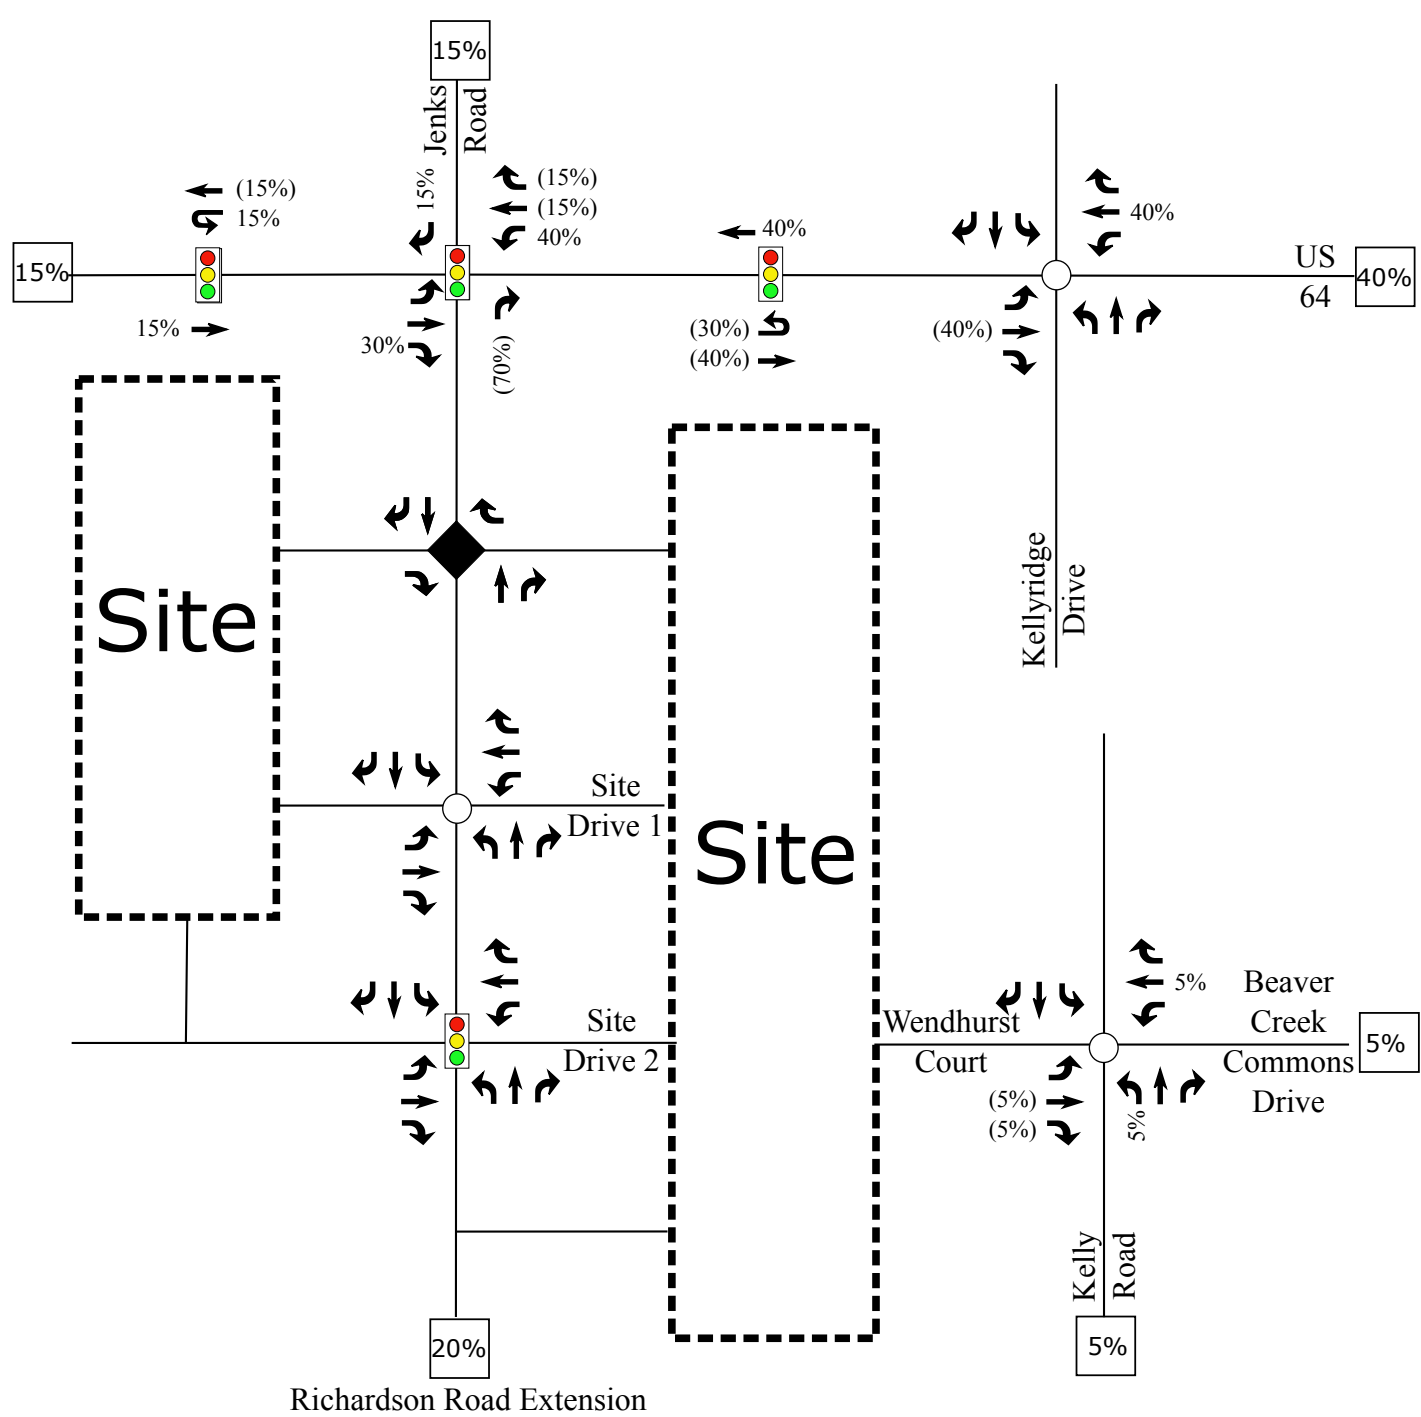 15%
Jenks
Road
15%
(15%)
(15%)
40%
(15%)
15%
40%
40%
15%
US
64
40%
15%
30%
(70%)
(30%)
(40%)
(40%)
Kellyridge
Drive
Site
Site
Drive 1
Site
Site
Drive 2
Wendhurst
Court
5%
Beaver
Creek
Commons
Drive
5%
(5%)
(5%)
5%
Kelly
Road
20%
5%
Richardson Road Extension